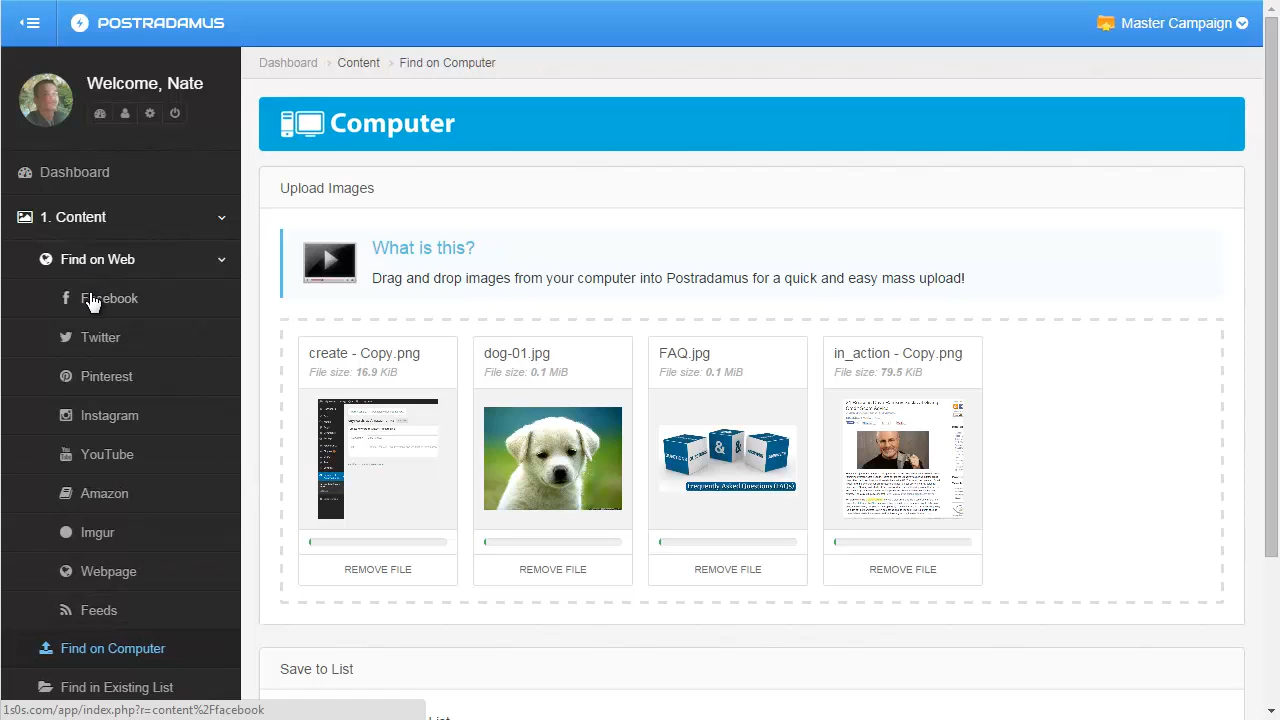 POSTRADAMUS
Master Campaign
Welcome, Nate
Dashboard
1. Content
Find on Web
Facebook
Twitter
Pinterest
Instagram
YouTube
Amazon
Imgur
Webpage
Feeds
Find on Computer
Find in Existing List
1s0s.com/app/index.php?r=content%2Ffacebook
Dashboard > Content > Find on Computer
Computer
Upload Images
What is this?
Drag and drop images from your computer into Postradamus for a quick and easy mass upload!
create - Copy.png
File size: 16.9 KiB
REMOVE FILE
dog-01.jpg
File size: 0.1 MiB
REMOVE FILE
FAQ.jpg
File size: 0.1 MiB
&
Frequently Asked Questions (FAQs)
REMOVE FILE
in_action - Copy.png
File size: 79.5 KiB
REMOVE FILE
Save to List
List